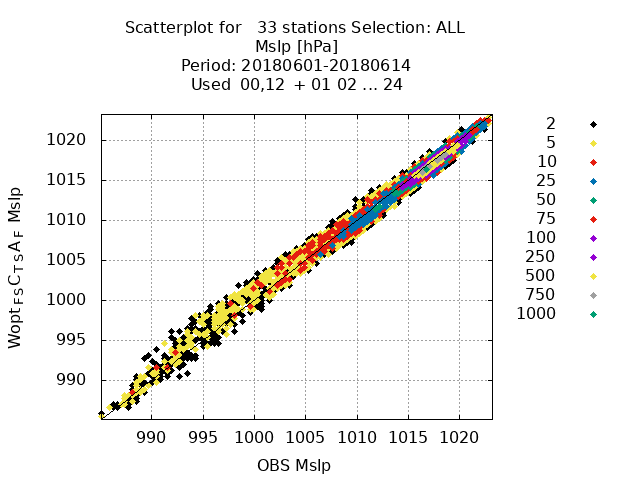 Scatterplot for 33 stations Selection: ALL
Mslp [hPa]
Period: 20180601-20180614
Used 00,12 + 01 02 ... 24
1020
1015
1010
1005
1000
995
990
Wopt FSCTSAF Mslp
990 995 1000 1005 1010 1015 1020
OBS Mslp
2
5
10
25
50
75
100
250
500
750
1000